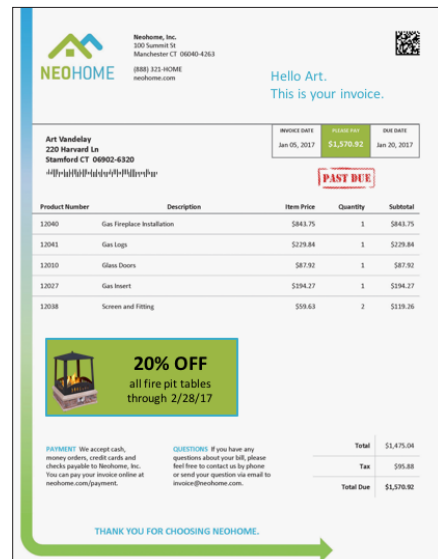 NEOHOME
Neohome, Inc.
100 Summit St
Manchester CT 06040-4263
(888) 321-HOME
neohome.com
Hello Art.
This is your invoice.
Art Vandelay
220 Harvard Ln
Stamford CT 06902-6320
INVOICE DATE PLEASE PAY DUE DATE
Jan 05, 2017 $1,570.92 Jan 20, 2017
PAST DUE
Product Number Description Item Price Quantity Subtotal
12040 Gas Fireplace Installation $843.75 1 $843.75
12041 Gas Logs $229.84 1 $229.84
12010 Glass Doors $87.92 1 $87.92
12027 Gas Insert $194.27 1 $194.27
12038 Screen and Fitting $59.63 2 $119.26
20% OFF
all fire pit tables
through 2/28/17
PAYMENT We accept cash,
money orders, credit cards and
checks payable to Neohome, Inc.
You can pay your invoice online at
neohome.com/payment.
QUESTIONS If you have any
questions about your bill, please
feel free to contact us by phone
or send your question via email to
invoice@neohome.com.
Total $1,475.04
Tax $95.88
Total Due $1,570.92
THANK YOU FOR CHOOSING NEOHOME.